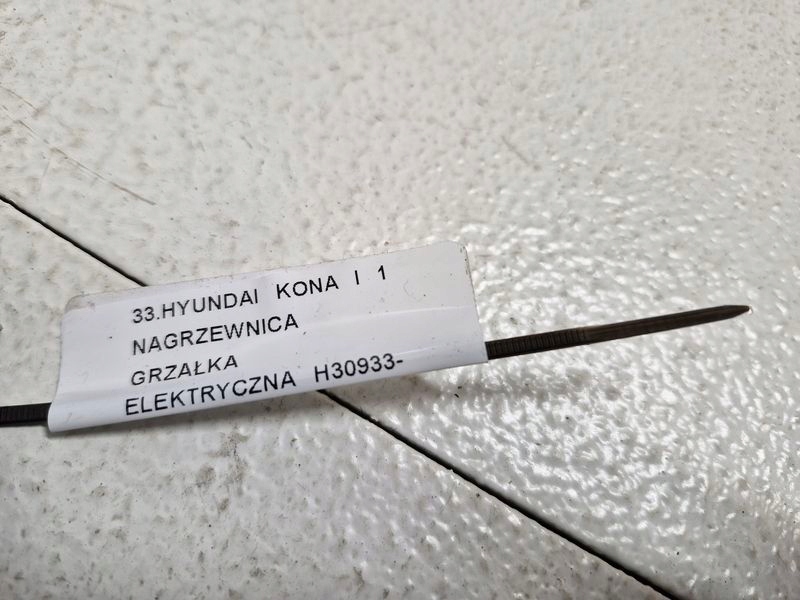 33.HYUNDAI KONA I 1
NAGRZEWNICA
GRZAŁKA
ELEKTRYCZNA H30933-